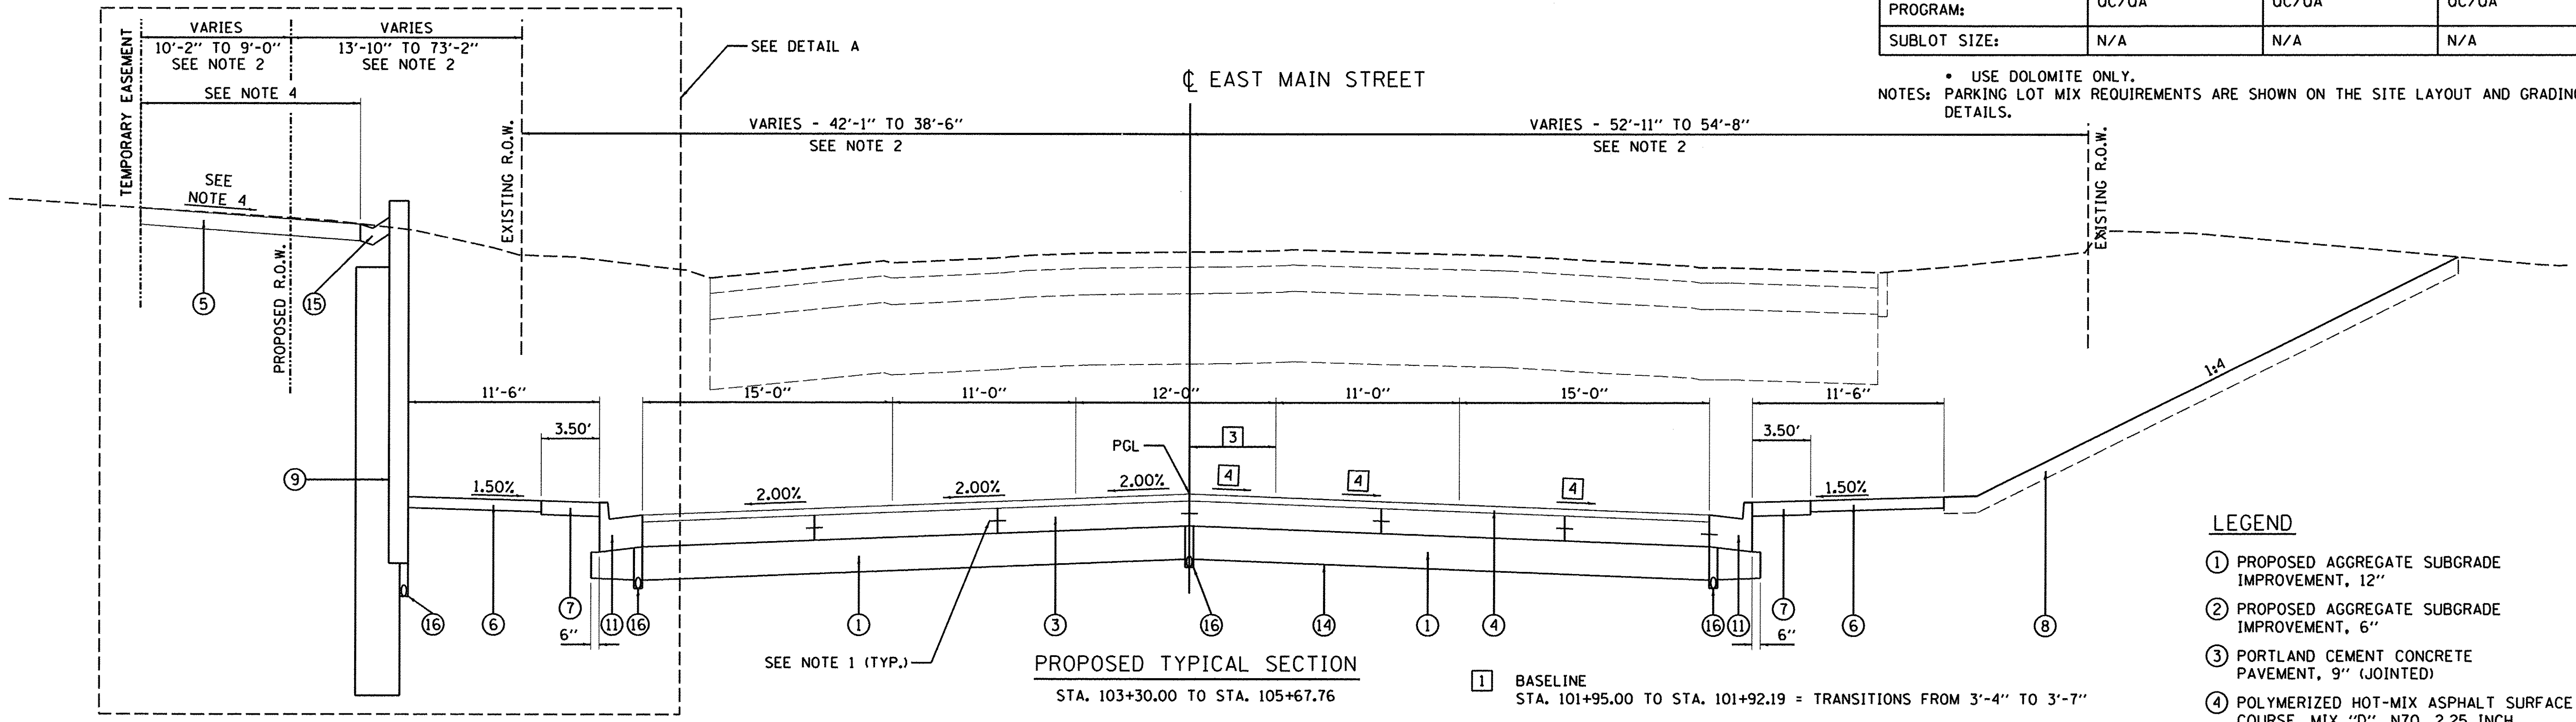 PROGRAM: QC/QA QC/QA QC/QA
SUBLOT SIZE: N/A N/A N/A
• USE DOLOMITE ONLY.
NOTES: PARKING LOT MIX REQUIREMENTS ARE SHOWN ON THE SITE LAYOUT AND GRADING
DETAILS.
TEMPORARY EASEMENT
VARIES
10'-2" TO 9'-0"
SEE NOTE 2
VARIES
13'-10" TO 73'-2"
SEE NOTE 2
SEE NOTE 4
SEE DETAIL A
℄ EAST MAIN STREET
VARIES - 42'-1" TO 38'-6"
SEE NOTE 2
VARIES - 52'-11" TO 54'-8"
SEE NOTE 2
EXISTING R.O.W.
EXISTING R.O.W.
SEE
NOTE 4
PROPOSED R.O.W.
5
15
1:4
11'-6" 15'-0" 11'-0" 12'-0" 11'-0" 15'-0" 11'-6"
3.50'
3
3.50'
PGL
9
1.50% 2.00% 2.00% 2.00% 4 4 4 1.50%
16 6 7 11 16 1 3 16 14 1 4 16 11 7 6 8
6"
6"
SEE NOTE 1 (TYP.)
PROPOSED TYPICAL SECTION
STA. 103+30.00 TO STA. 105+67.76
1 BASELINE
STA. 101+95.00 TO STA. 101+92.19 = TRANSITIONS FROM 3'-4" TO 3'-7"
LEGEND
1 PROPOSED AGGREGATE SUBGRADE
IMPROVEMENT, 12"
2 PROPOSED AGGREGATE SUBGRADE
IMPROVEMENT, 6"
3 PORTLAND CEMENT CONCRETE
PAVEMENT, 9" (JOINTED)
4 POLYMERIZED HOT-MIX ASPHALT SURFACE
COURSE, MIX "D", N70, 2.25 INCH